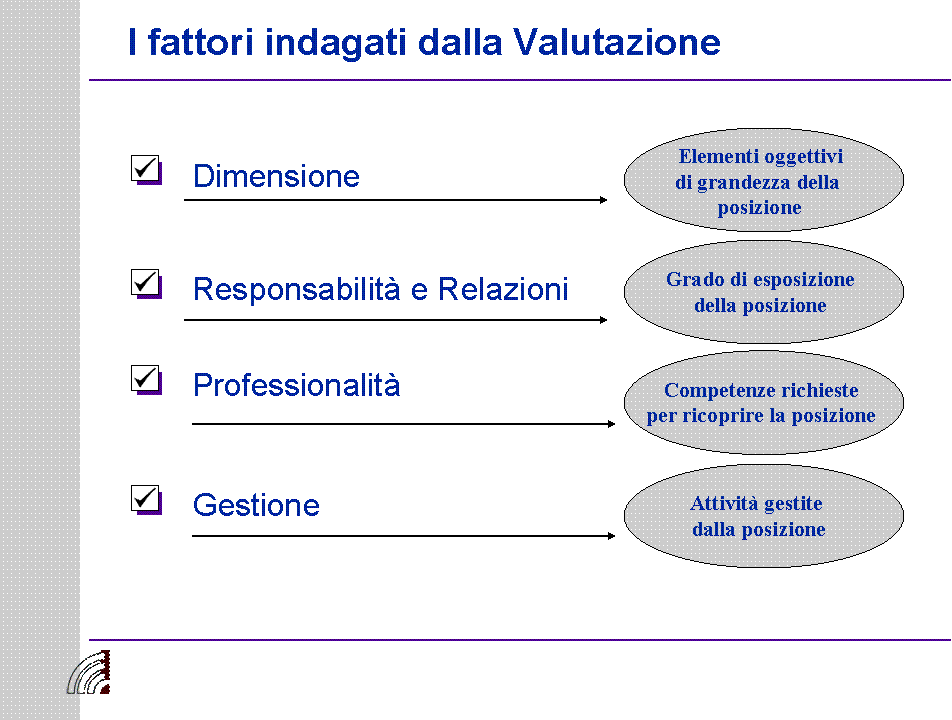 I fattori indagati dalla Valutazione
Dimensione
Elementi oggettivi
di grandezza della
posizione
Responsabilità e Relazioni
Grado di esposizione
della posizione
Professionalità
Competenze richieste
per ricoprire la posizione
Gestione
Attività gestite
dalla posizione